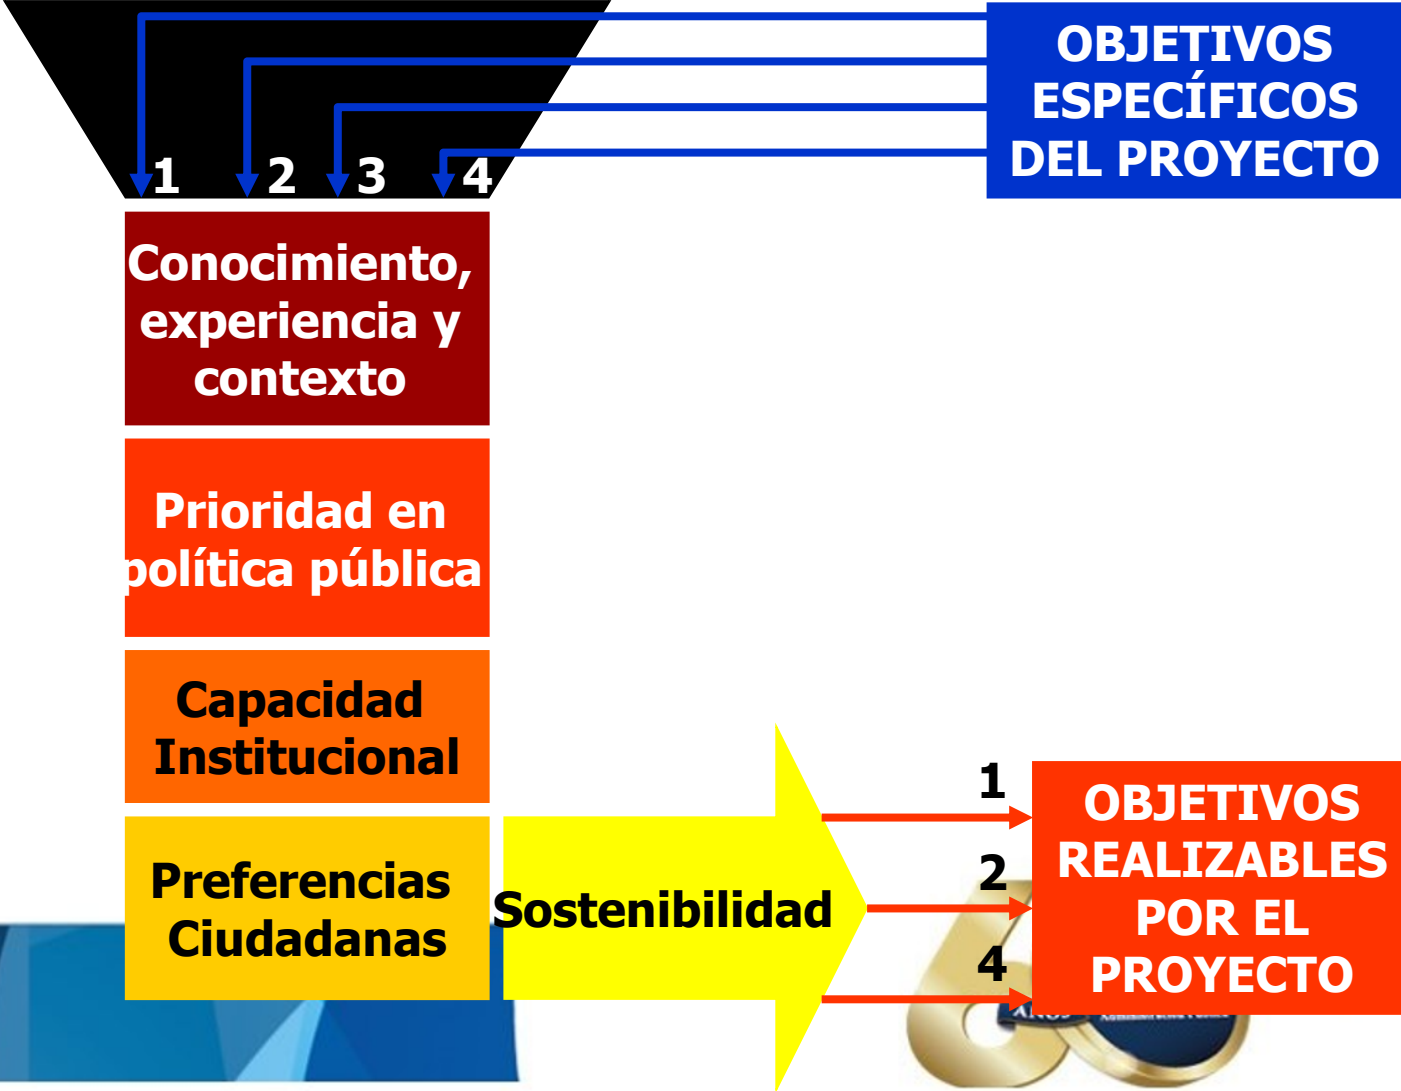 OBJETIVOS
ESPECÍFICOS
DEL PROYECTO
1 2 3 4
Conocimiento,
experiencia y
contexto
Prioridad en
política pública
Capacidad
Institucional
Preferencias
Ciudadanas
Sostenibilidad
1
2
4
OBJETIVOS
REALIZABLES
POR EL
PROYECTO
AÑOS